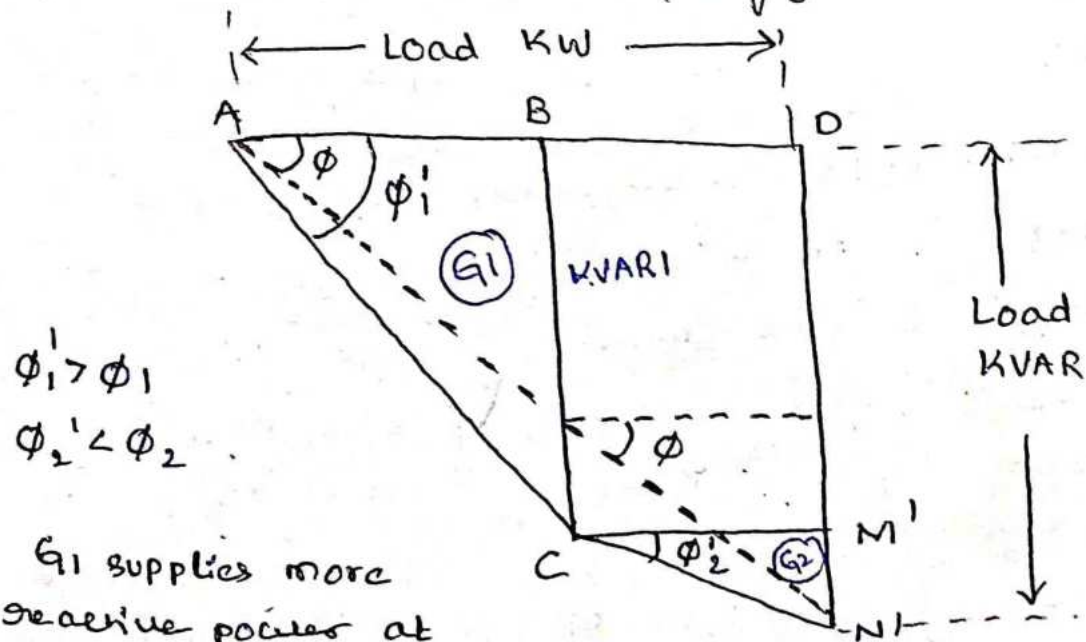 Load KW
A B D
ϕ ϕ₁'
G1 KVAR1
Load
KVAR
ϕ₁' > ϕ₁
ϕ₂' < ϕ₂
ϕ
M'
C ϕ₂' G2
G1 supplies more
reactive power at
N'